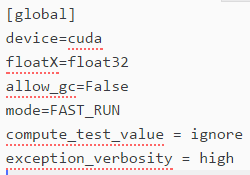 [global]
device=cuda
floatX=float32
allow_gc=False
mode=FAST_RUN
compute_test_value = ignore
exception_verbosity = high